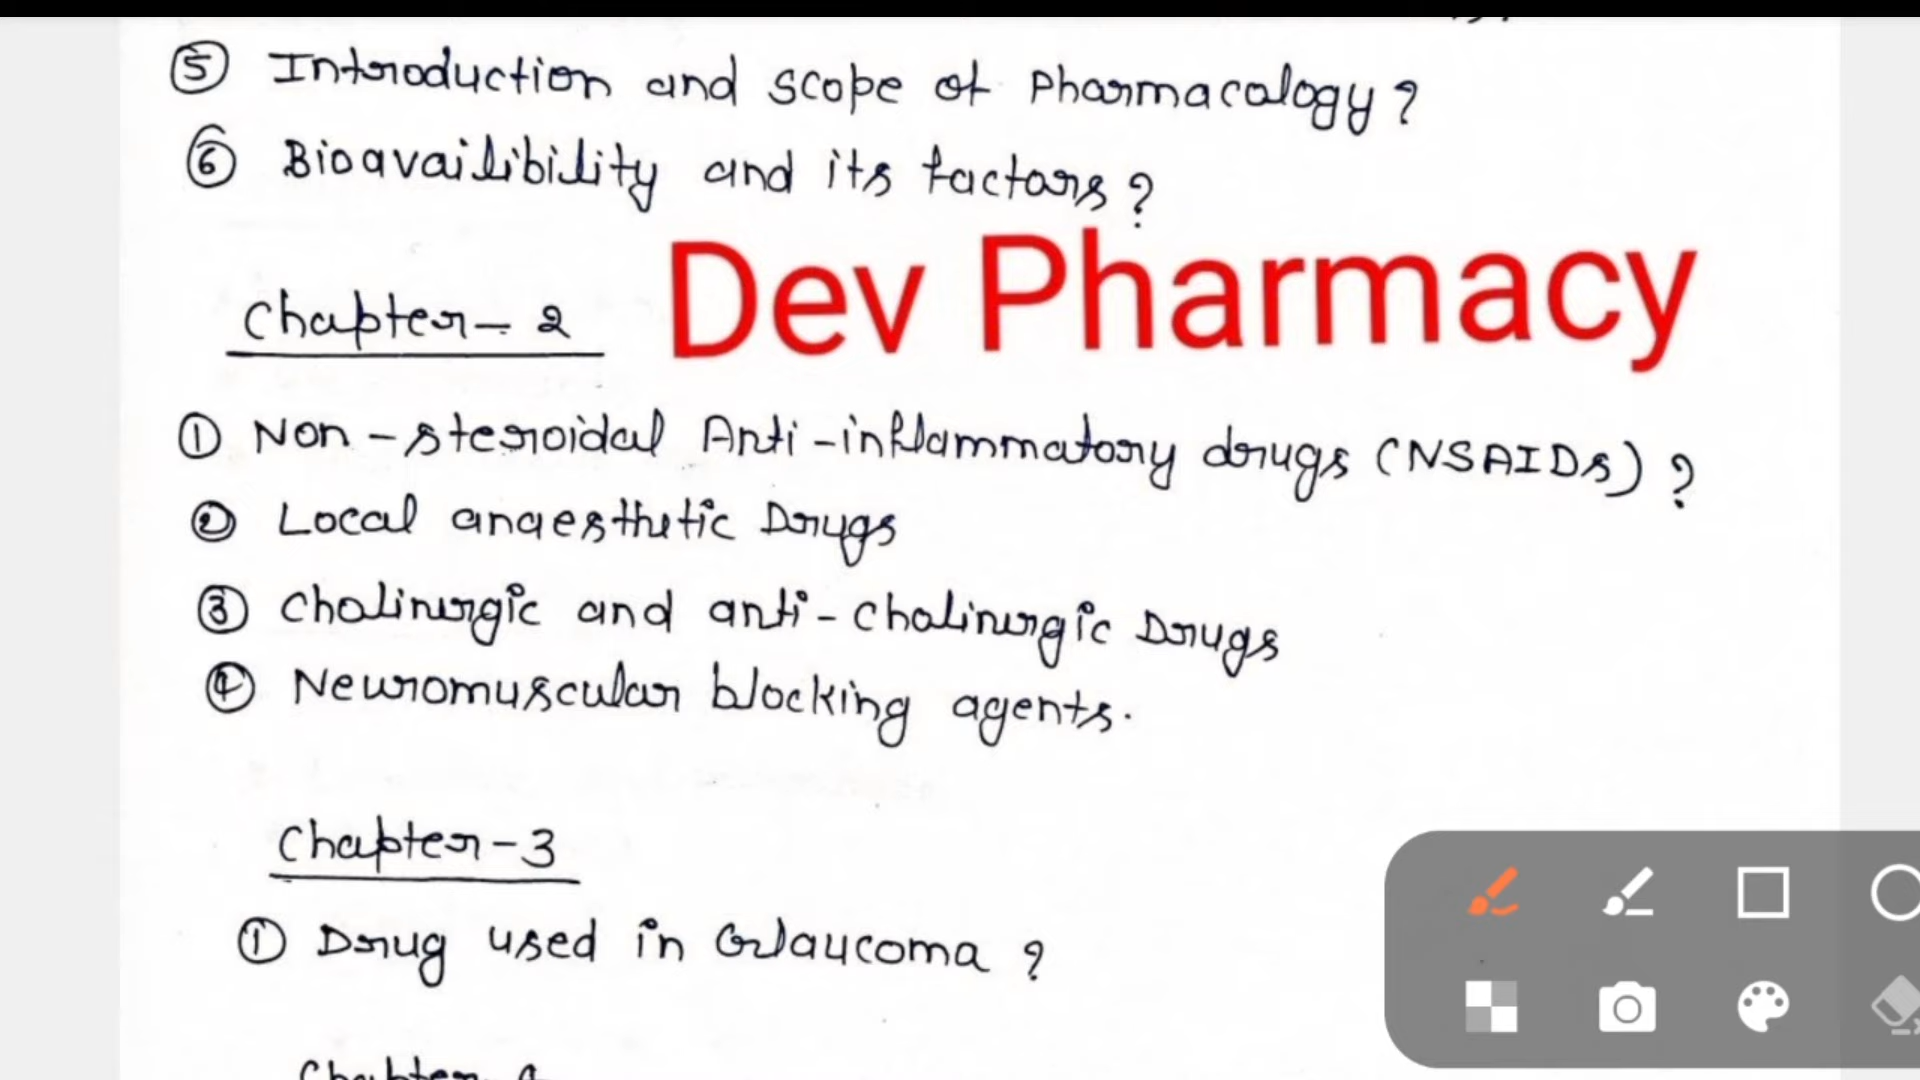 ⑤ Introduction and scope of Pharmacology ?
⑥ Bioavailibility and its factors ?
Chapter - 2
Dev Pharmacy
① Non - steroidal Anti - inflammatory drugs (NSAIDs) ?
② Local anaesthetic Drugs
③ Cholinergic and anti - cholinergic Drugs
④ Neuromuscular blocking agents.
Chapter - 3
① Drug used in Glaucoma ?
Chapter